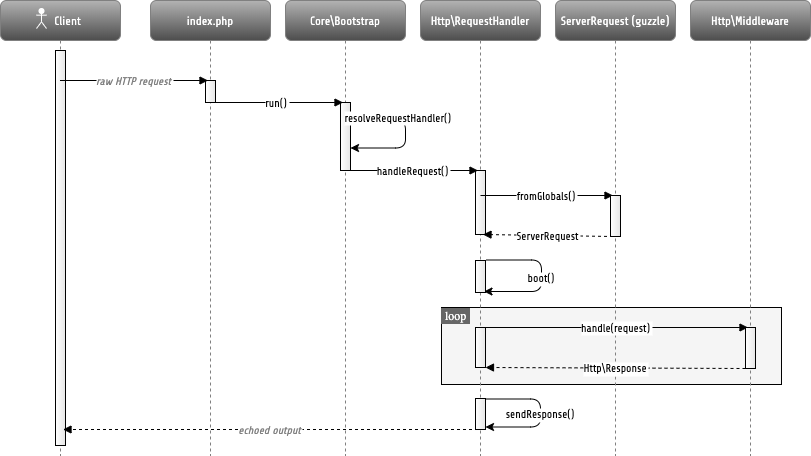 Client
index.php
Core\Bootstrap
Http\RequestHandler
ServerRequest (guzzle)
Http\Middleware
raw HTTP request
run()
resolveRequestHandler()
handleRequest()
fromGlobals()
ServerRequest
boot()
loop
handle(request)
Http\Response
sendResponse()
echoed output